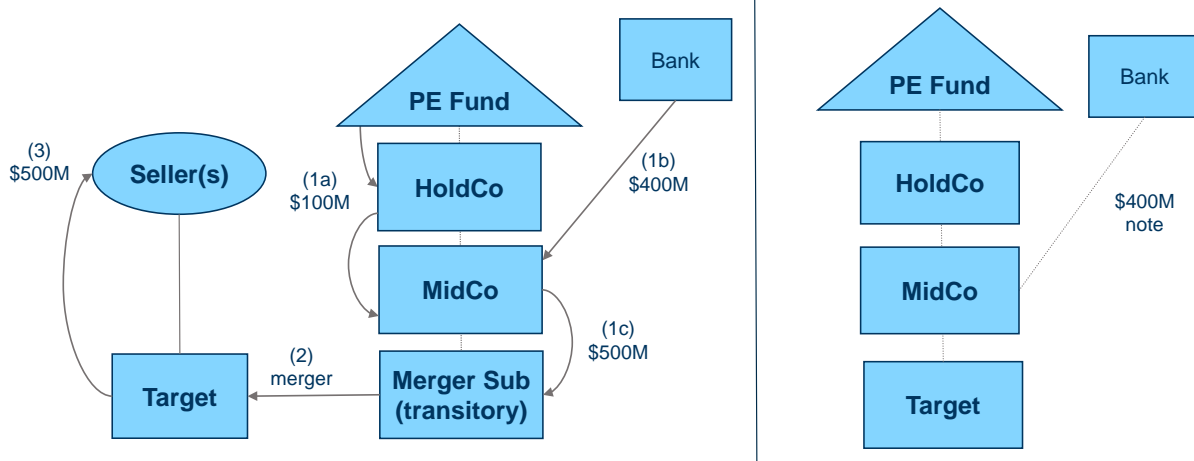 PE Fund
Bank
(3)
$500M
Seller(s)
(1a)
$100M
HoldCo
(1b)
$400M
MidCo
(1c)
$500M
Target
(2)
merger
Merger Sub
(transitory)
PE Fund
Bank
HoldCo
$400M
note
MidCo
Target